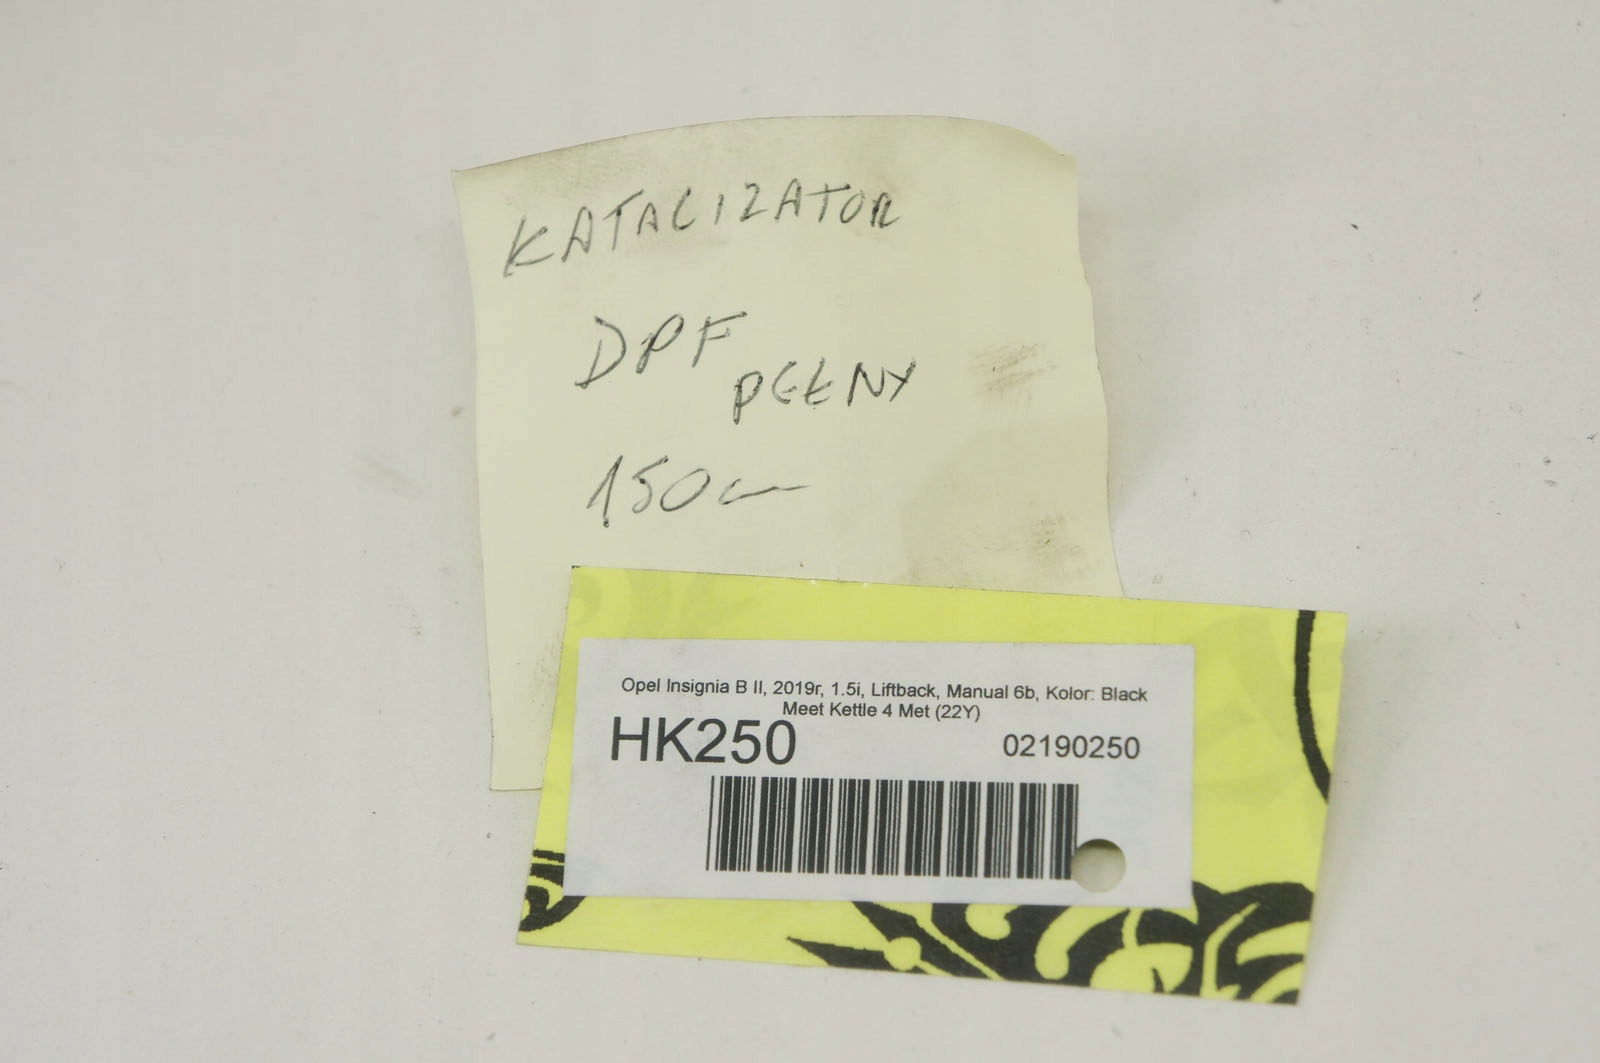 KATALIZATOR
DPF
PEŁNY
150cm
Opel Insignia B II, 2019r, 1.5i, Liftback, Manual 6b, Kolor: Black
Meet Kettle 4 Met (22Y)
HK250
02190250